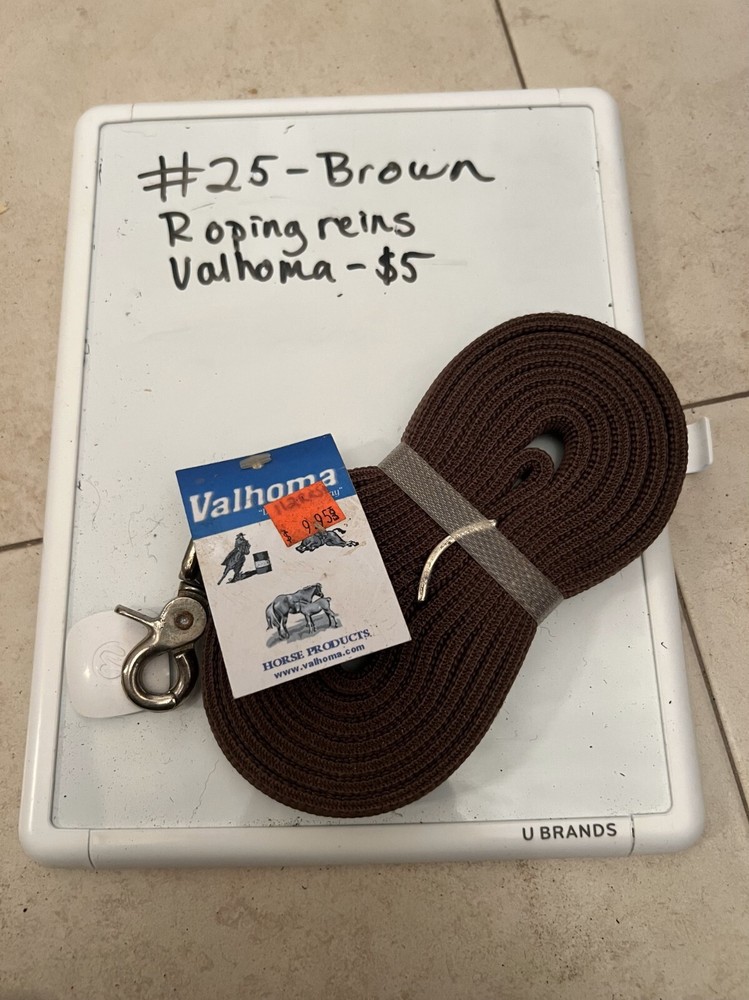 #25-Brown
Roping reins
Valhoma-$5
Valhoma
$ 9.95
HORSE PRODUCTS
www.valhoma.com
U BRANDS